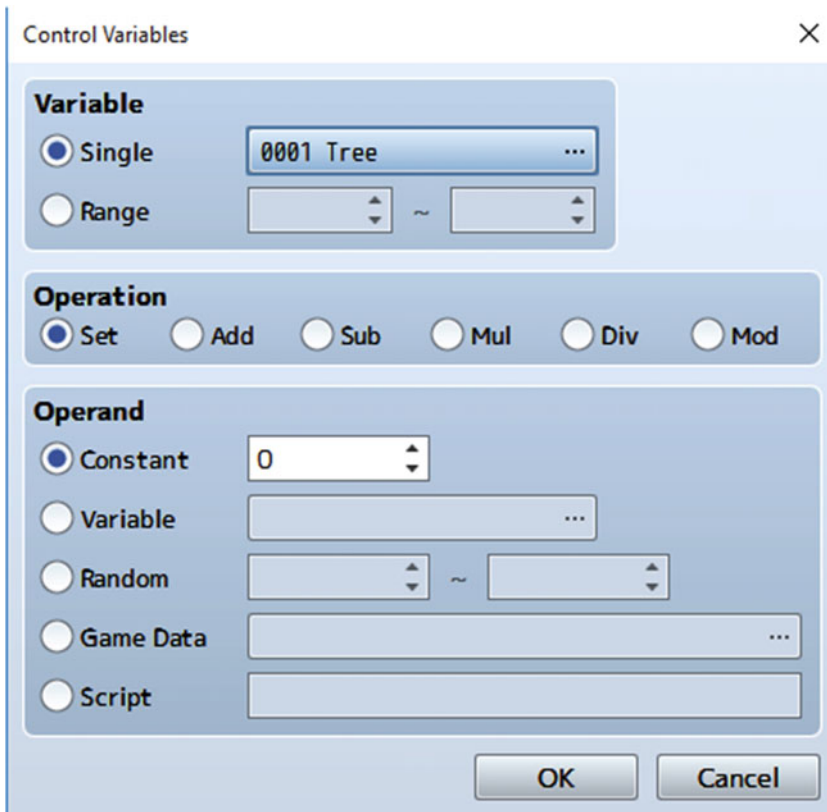 Control Variables
Variable
Single 0001 Tree ...
Range ~
Operation
Set Add Sub Mul Div Mod
Operand
Constant 0
Variable ...
Random ~
Game Data ...
Script
OK Cancel